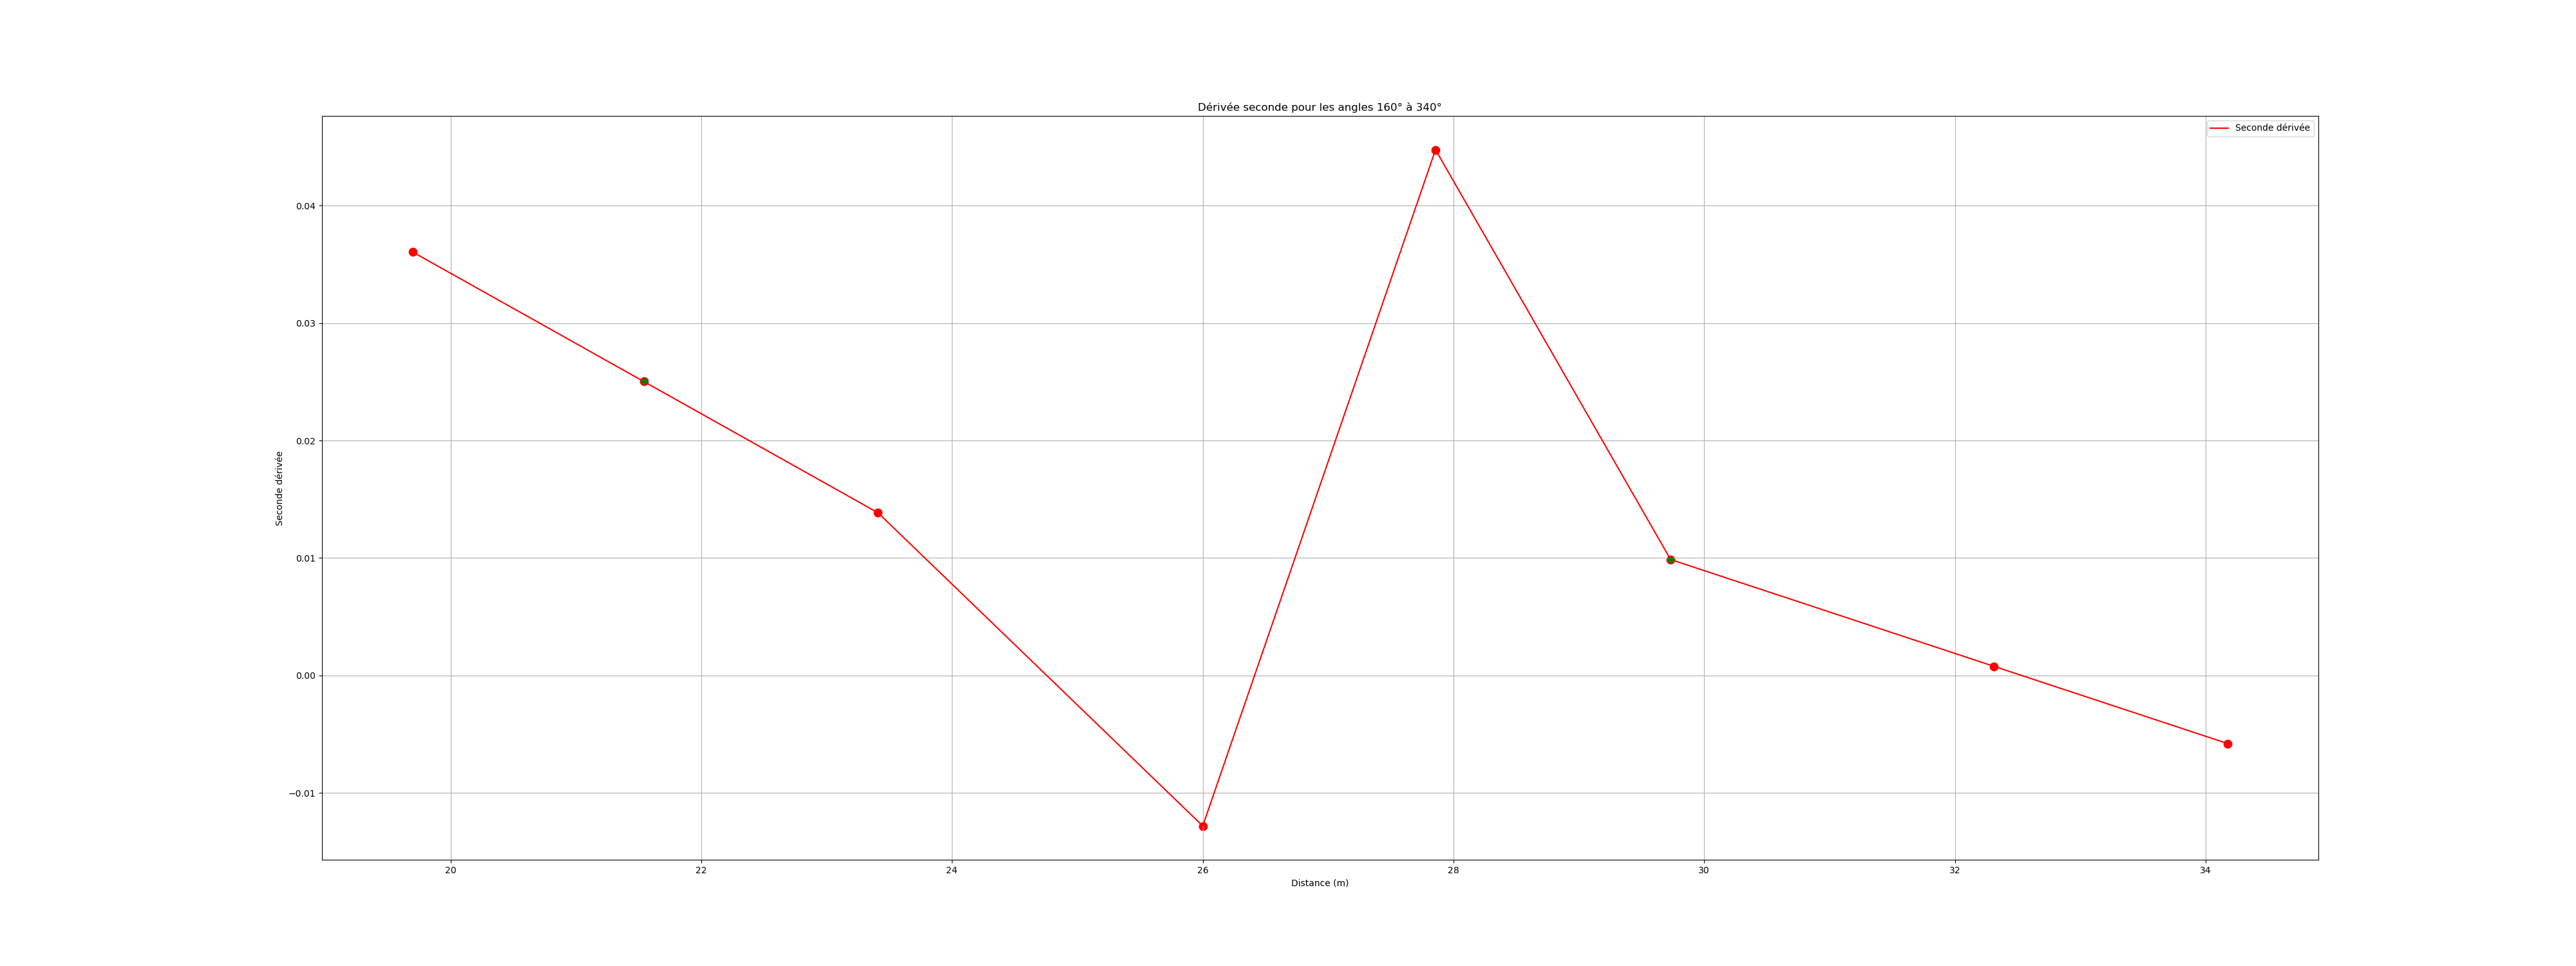 Dérivée seconde pour les angles 160° à 340°
Seconde dérivée
0.04
0.03
0.02
0.01
0.00
−0.01
Seconde dérivée
20 22 24 26 28 30 32 34
Distance (m)